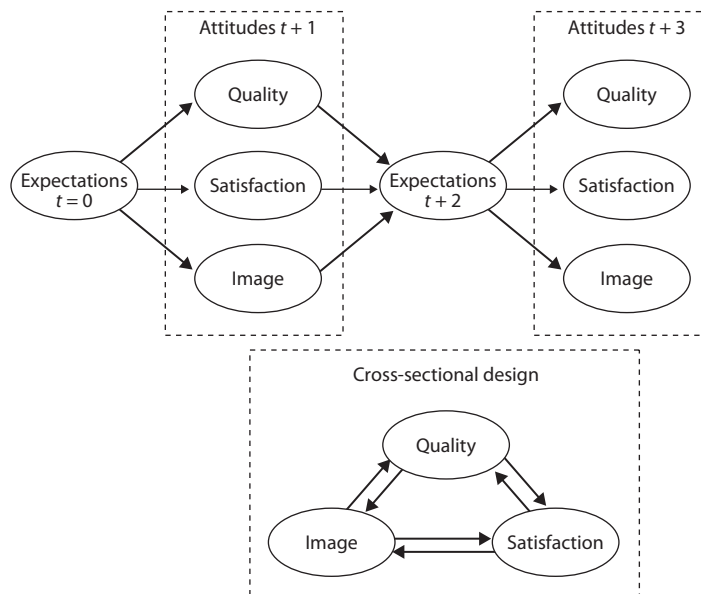 Attitudes t + 1
Attitudes t + 3
Quality
Quality
Expectations
t = 0
Satisfaction
Expectations
t + 2
Satisfaction
Image
Image
Cross-sectional design
Quality
Image
Satisfaction